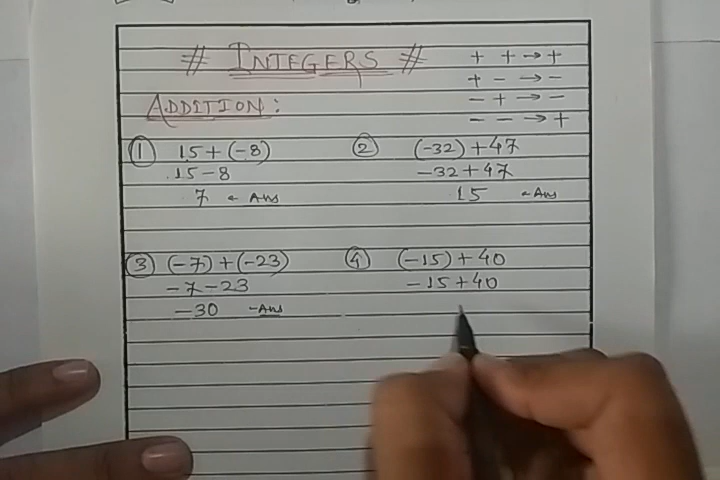 # INTEGERS #
+ + → +
+ - → -
- + → -
- - → +
ADDITION:
① 15+(-8)
15-8
7 ← Ans
② (-32)+47
-32+47
15 ← Ans
③ (-7)+(-23)
-7-23
-30 -Ans
④ (-15)+40
-15+40